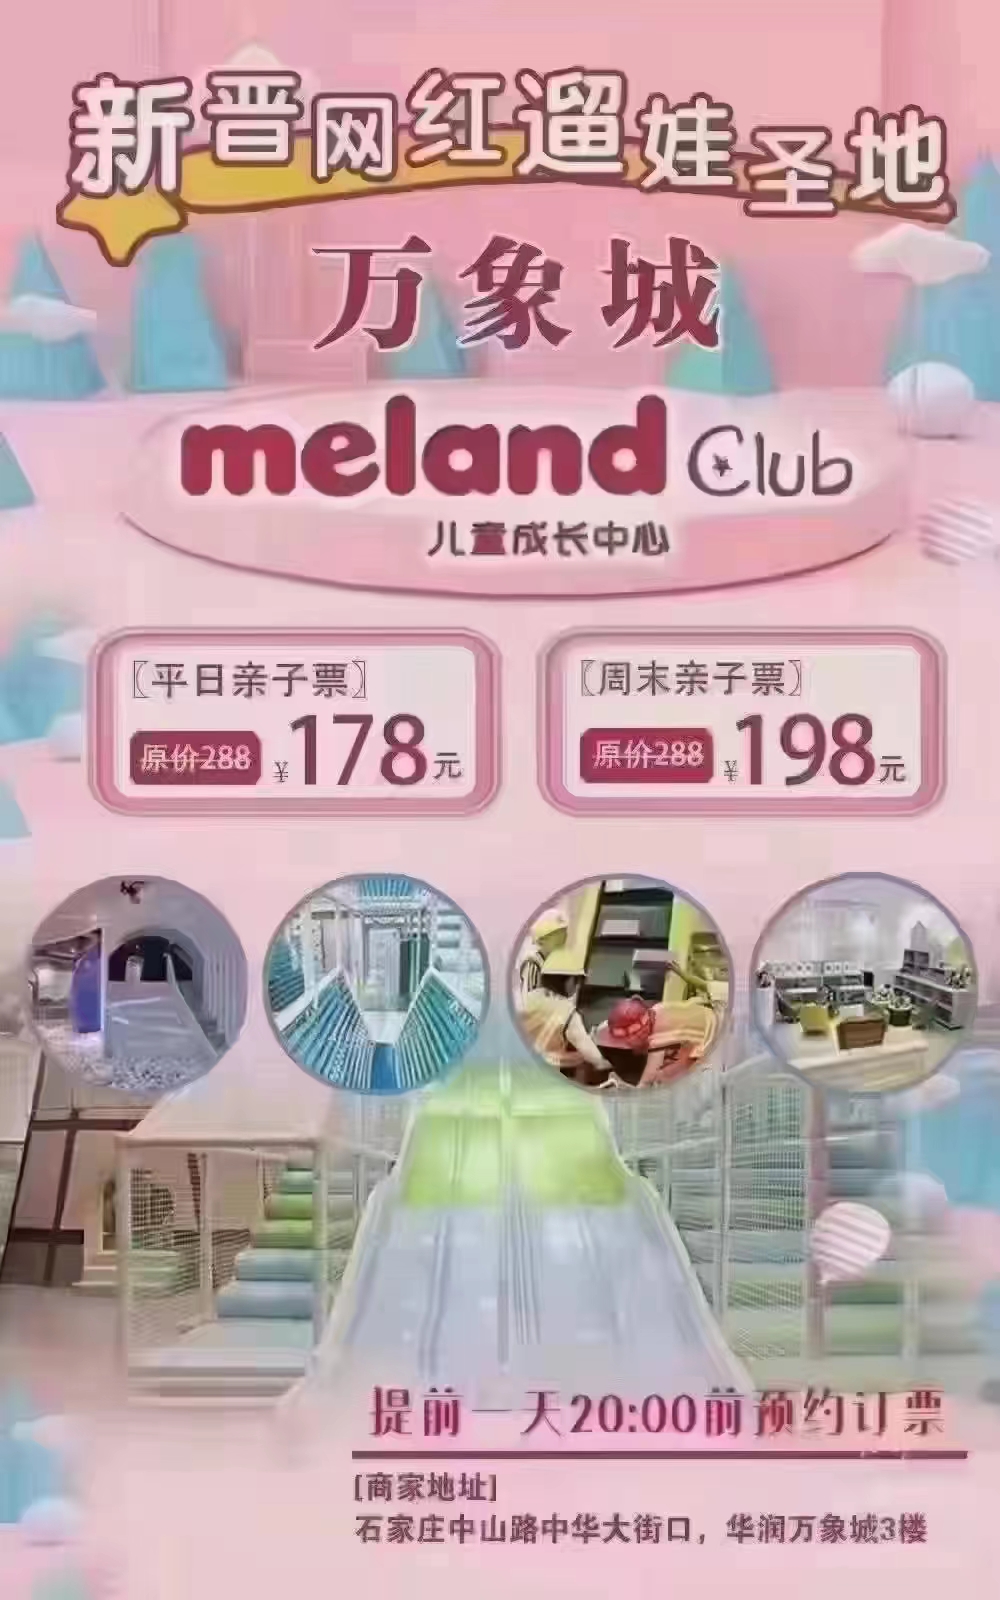 新晋网红遛娃圣地
万象城
meland Club
儿童成长中心
〖平日亲子票〗
原价288 ¥178元
〖周末亲子票〗
原价288 ¥198元
提前一天20:00前预约订票
[商家地址]
石家庄中山路中华大街口，华润万象城3楼